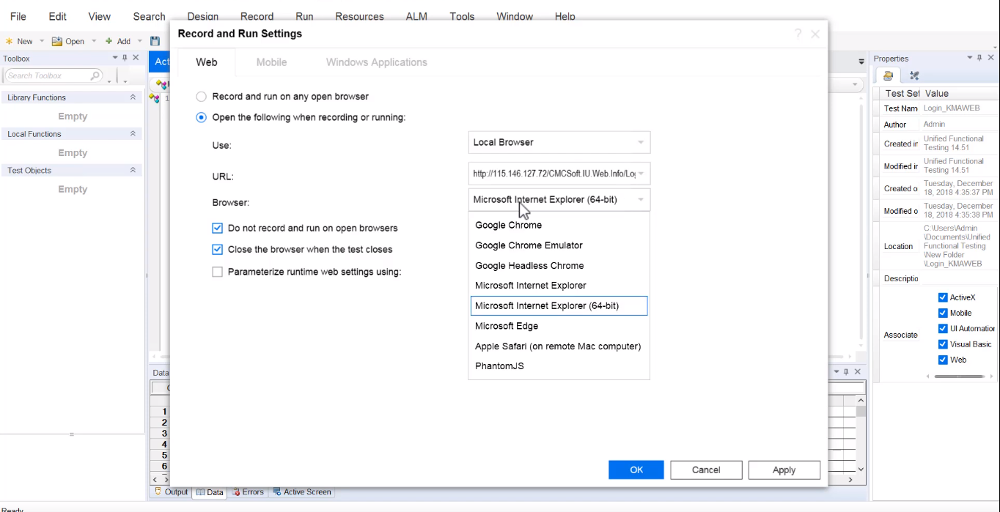 File Edit View Search Design Record Run Resources ALM Tools Window Help
New Open Add
Record and Run Settings
?
Toolbox
Search Toolbox
Library Functions
Empty
Local Functions
Empty
Test Objects
Empty
Web Mobile Windows Applications
Record and run on any open browser
Open the following when recording or running:
Use: Local Browser
URL: http://115.146.127.72/CMCSoft.IU.Web.Info/Lo
Browser: Microsoft Internet Explorer (64-bit)
Google Chrome
Google Chrome Emulator
Google Headless Chrome
Microsoft Internet Explorer
Microsoft Internet Explorer (64-bit)
Microsoft Edge
Apple Safari (on remote Mac computer)
PhantomJS
Do not record and run on open browsers
Close the browser when the test closes
Parameterize runtime web settings using:
OK Cancel Apply
Act
1
Data
1
2
3
4
5
6
Output Data Errors Active Screen
Properties
Test Set Value
Test Nam Login_KMAWEB
Author Admin
Created in Unified Functional
Testing 14.51
Modified in Unified Functional
Testing 14.51
Created o Tuesday, December
18, 2018 4:35:37 PM
Modified o Tuesday, December
18, 2018 4:35:38 PM
Location C:\Users\Admin
\Documents\Unified
Functional Testing
\New Folder
\Login_KMAWEB
Descriptio
Associate
ActiveX
Mobile
UI Automation
Visual Basic
Web
Ready